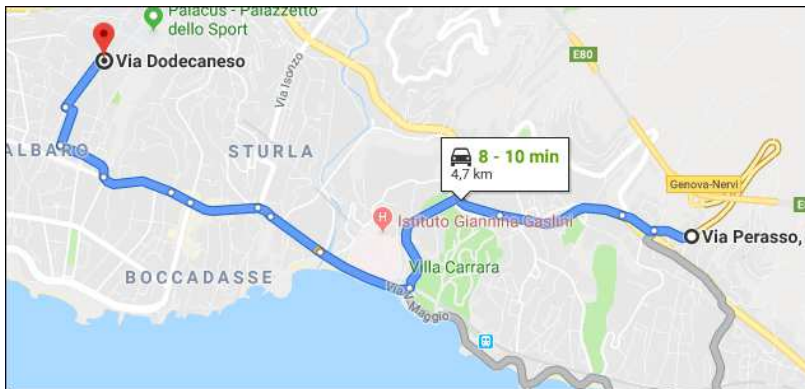 Palacus - Palazzetto
dello Sport
Via Dodecaneso
Via Isonzo
E80
ALBARO
STURLA
8 - 10 min
4,7 km
Genova-Nervi
H
Istituto Giannina Gaslini
Via Perasso,
BOCCADASSE
Villa Carrara
Via V Maggio